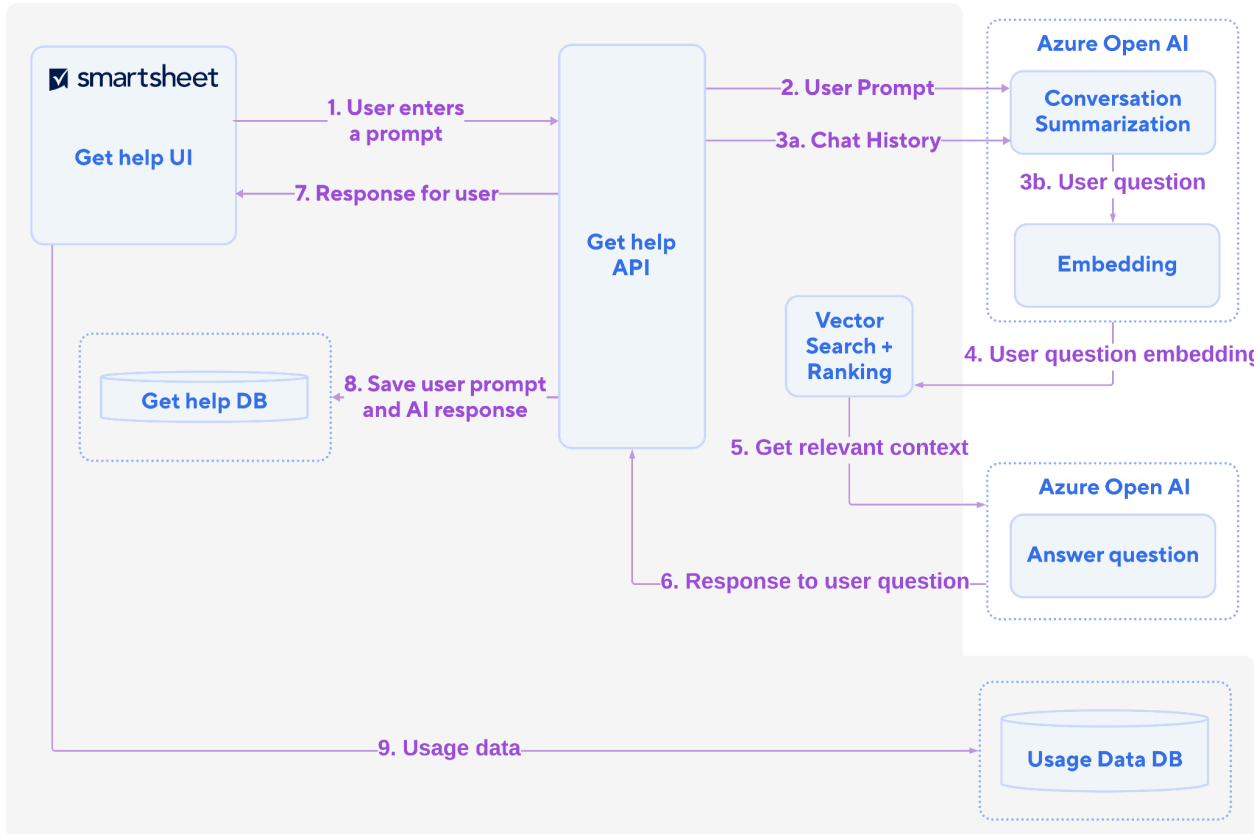 smartsheet
Get help UI
1. User enters
a prompt
7. Response for user
Get help
API
2. User Prompt
3a. Chat History
Azure Open AI
Conversation
Summarization
3b. User question
Embedding
4. User question embedding
Vector
Search +
Ranking
5. Get relevant context
Get help DB
8. Save user prompt
and AI response
Azure Open AI
Answer question
6. Response to user question
9. Usage data
Usage Data DB